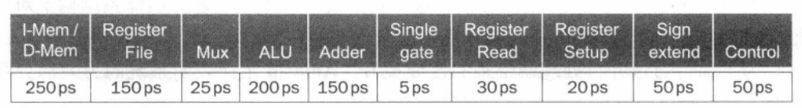 I-Mem / D-Mem Register File Mux ALU Adder Single gate Register Read Register Setup Sign extend Control
250 ps 150 ps 25 ps 200 ps 150 ps 5 ps 30 ps 20 ps 50 ps 50 ps